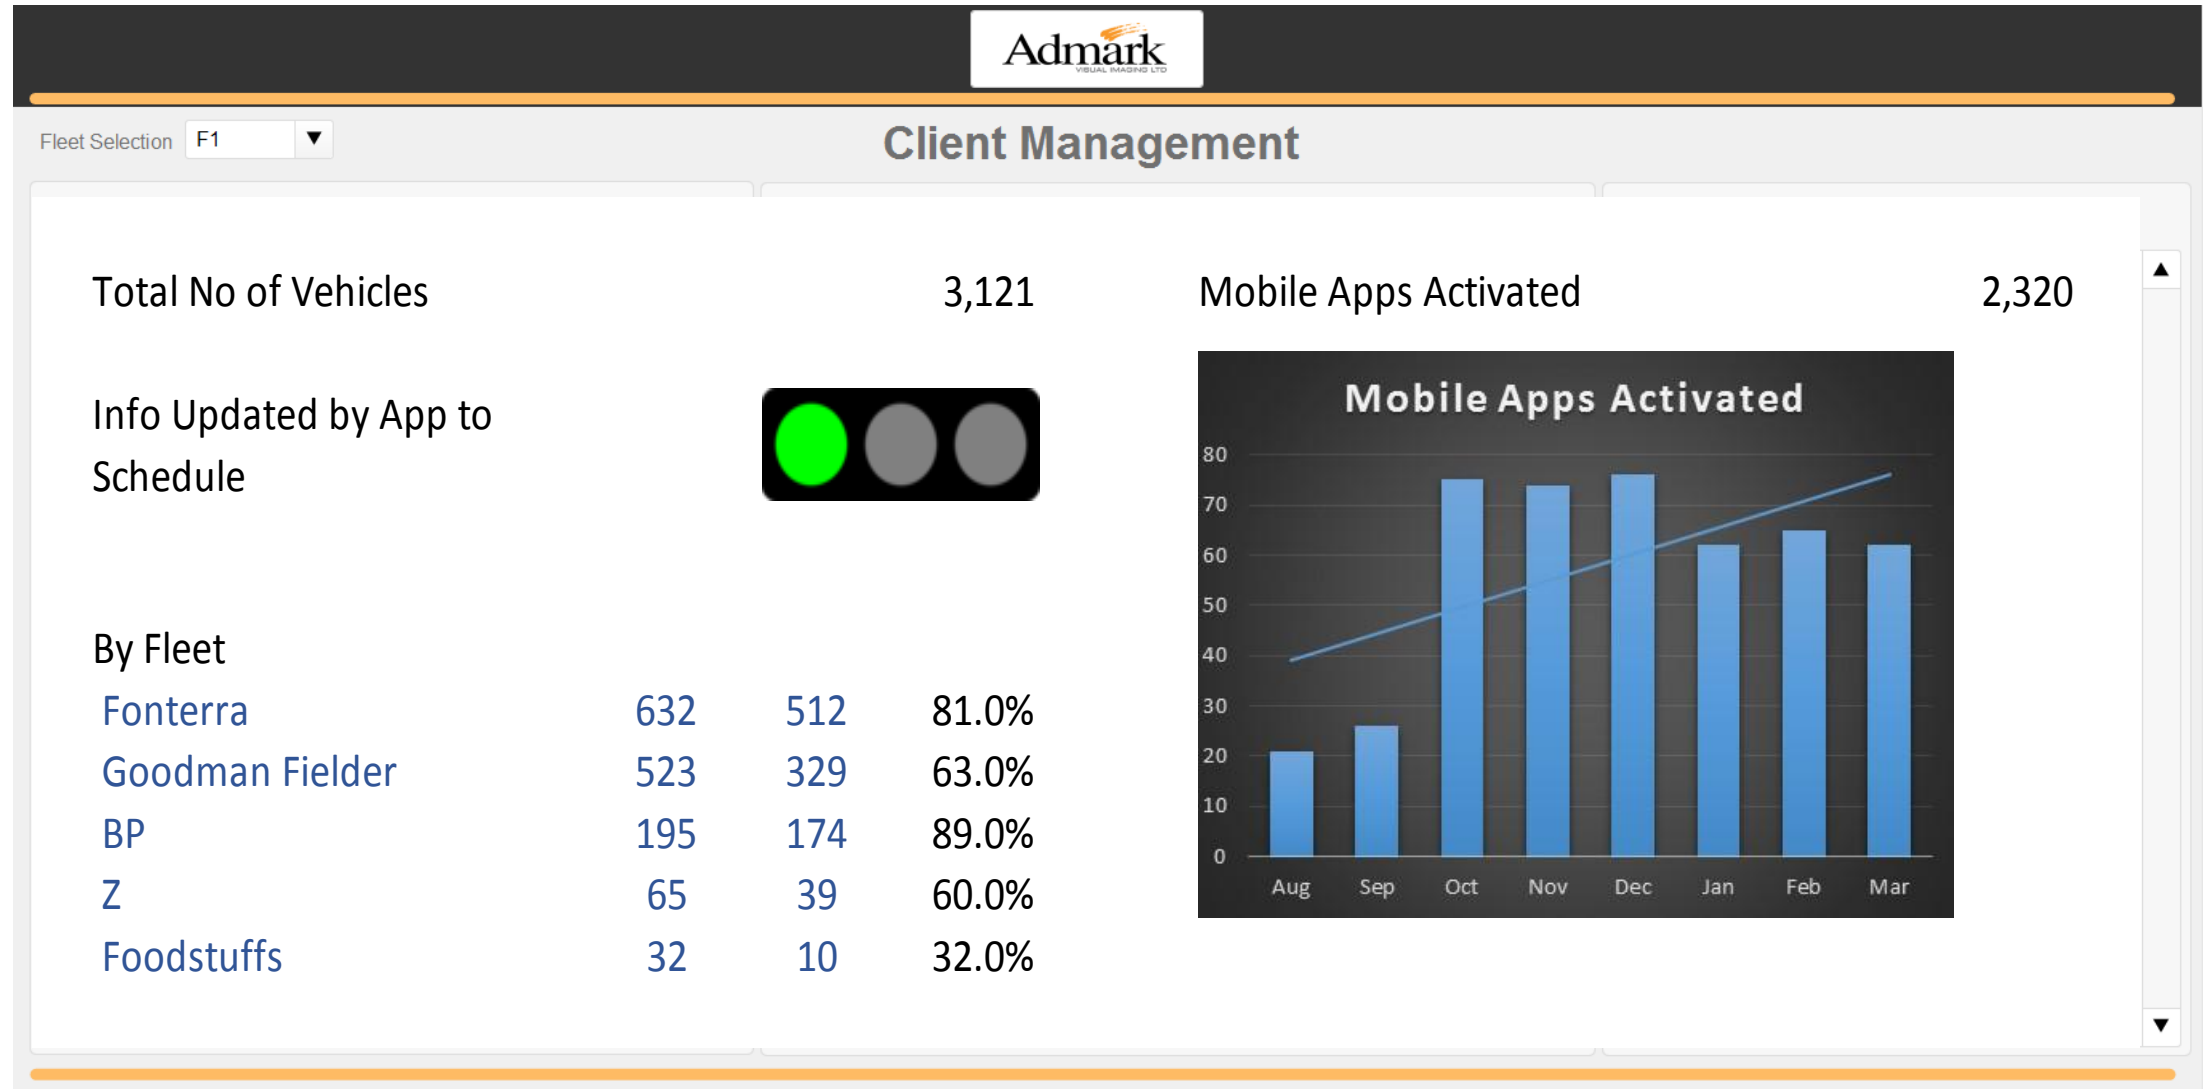 Admark
VISUAL IMAGING LTD
Fleet Selection F1
Client Management
Total No of Vehicles 3,121
Mobile Apps Activated 2,320
Info Updated by App to
Schedule
By Fleet
Fonterra 632 512 81.0%
Goodman Fielder 523 329 63.0%
BP 195 174 89.0%
Z 65 39 60.0%
Foodstuffs 32 10 32.0%
Mobile Apps Activated
80
70
60
50
40
30
20
10
0
Aug Sep Oct Nov Dec Jan Feb Mar